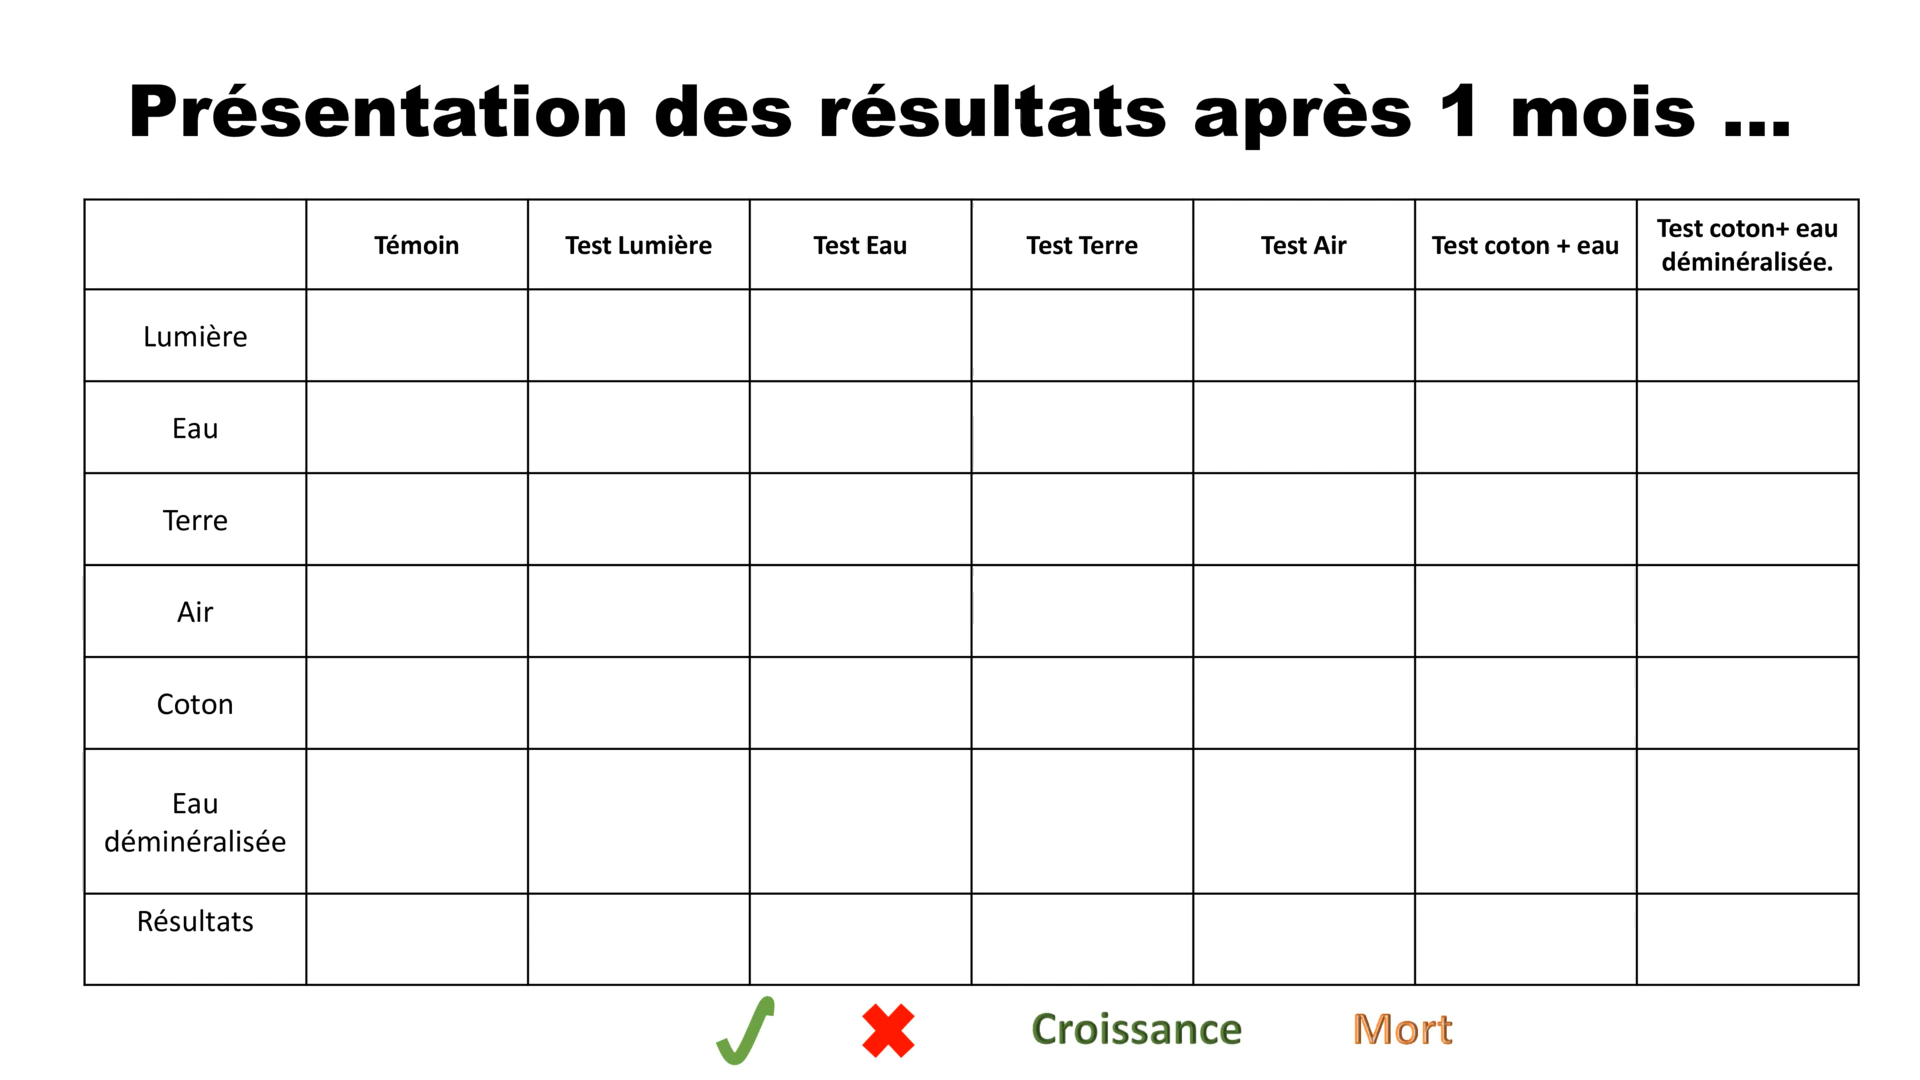 Présentation des résultats après 1 mois ...
Témoin
Test Lumière
Test Eau
Test Terre
Test Air
Test coton + eau
Test coton+ eau
déminéralisée.
Lumière
Eau
Terre
Air
Coton
Eau
déminéralisée
Résultats
Croissance
Mort